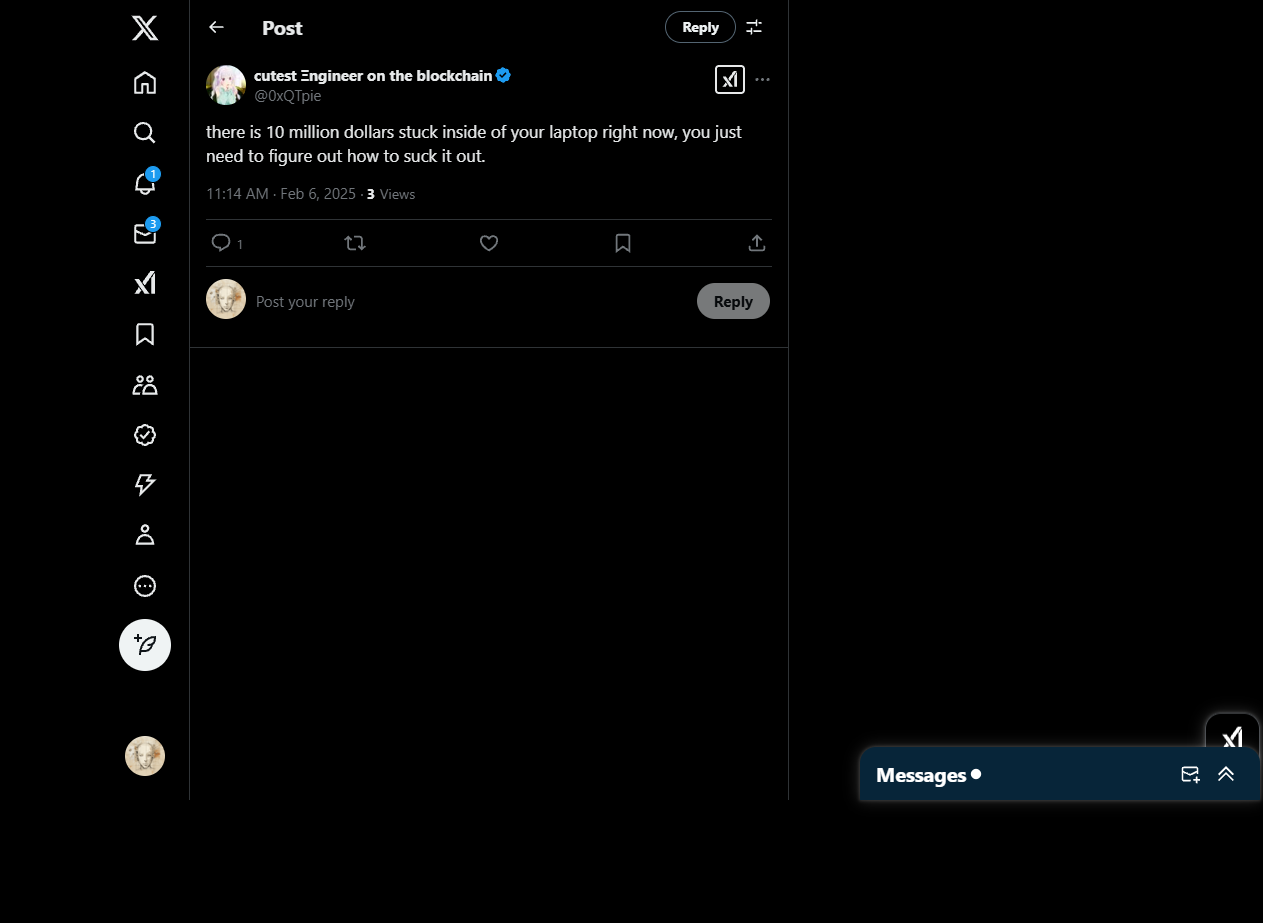 Post
Reply
cutest Ξngineer on the blockchain
@0xQTpie
there is 10 million dollars stuck inside of your laptop right now, you just
need to figure out how to suck it out.
11:14 AM · Feb 6, 2025 · 3 Views
1
Post your reply
Reply
1
3
Messages